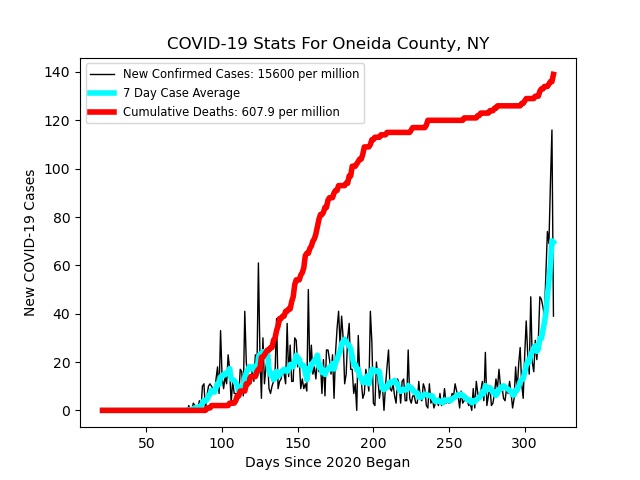 COVID-19 Stats For Oneida County, NY
New Confirmed Cases: 15600 per million
7 Day Case Average
Cumulative Deaths: 607.9 per million
New COVID-19 Cases
140
120
100
80
60
40
20
0
50 100 150 200 250 300
Days Since 2020 Began